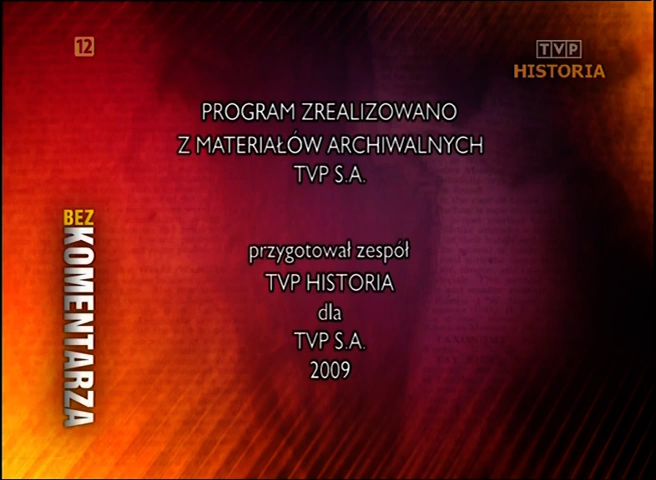 12
TVP
HISTORIA
PROGRAM ZREALIZOWANO
Z MATERIAŁÓW ARCHIWALNYCH
TVP S.A.
BEZ
KOMENTARZA
przygotował zespół
TVP HISTORIA
dla
TVP S.A.
2009